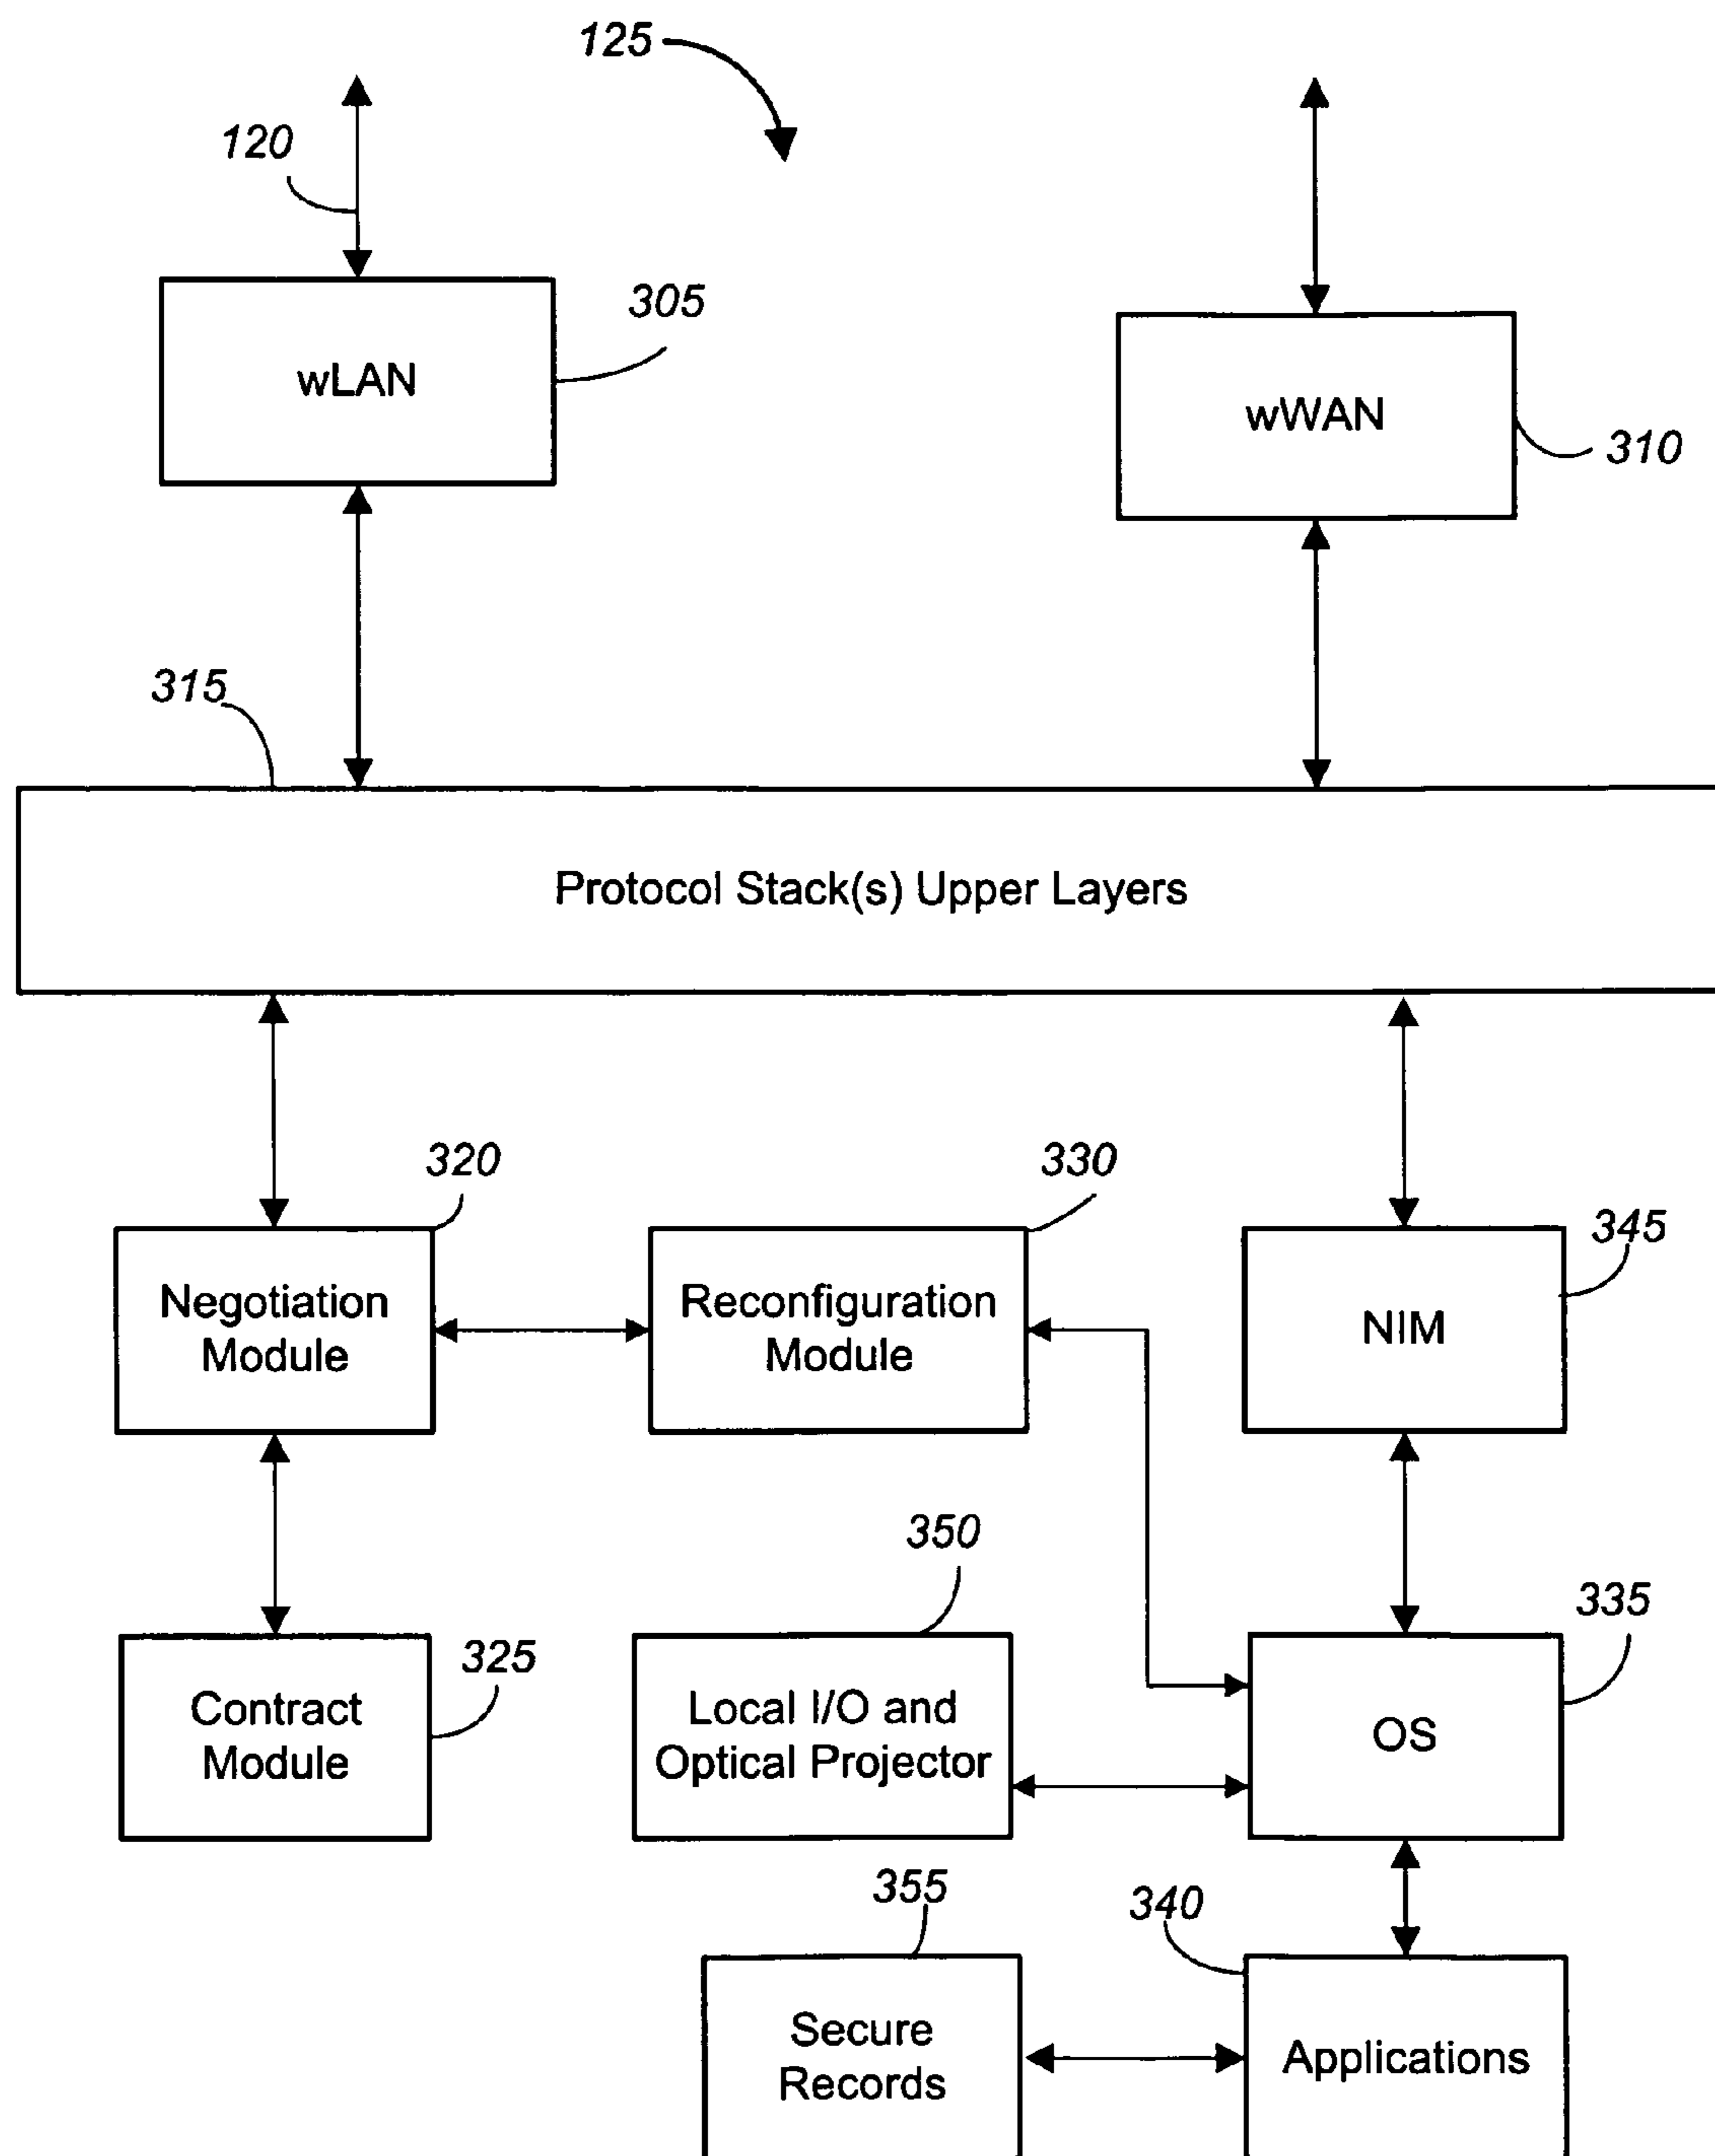 125
120
305
wLAN
wWAN
310
315
Protocol Stack(s) Upper Layers
320
330
345
Negotiation
Module
Reconfiguration
Module
NIM
350
335
325
Contract
Module
Local I/O and
Optical Projector
OS
355
340
Secure
Records
Applications